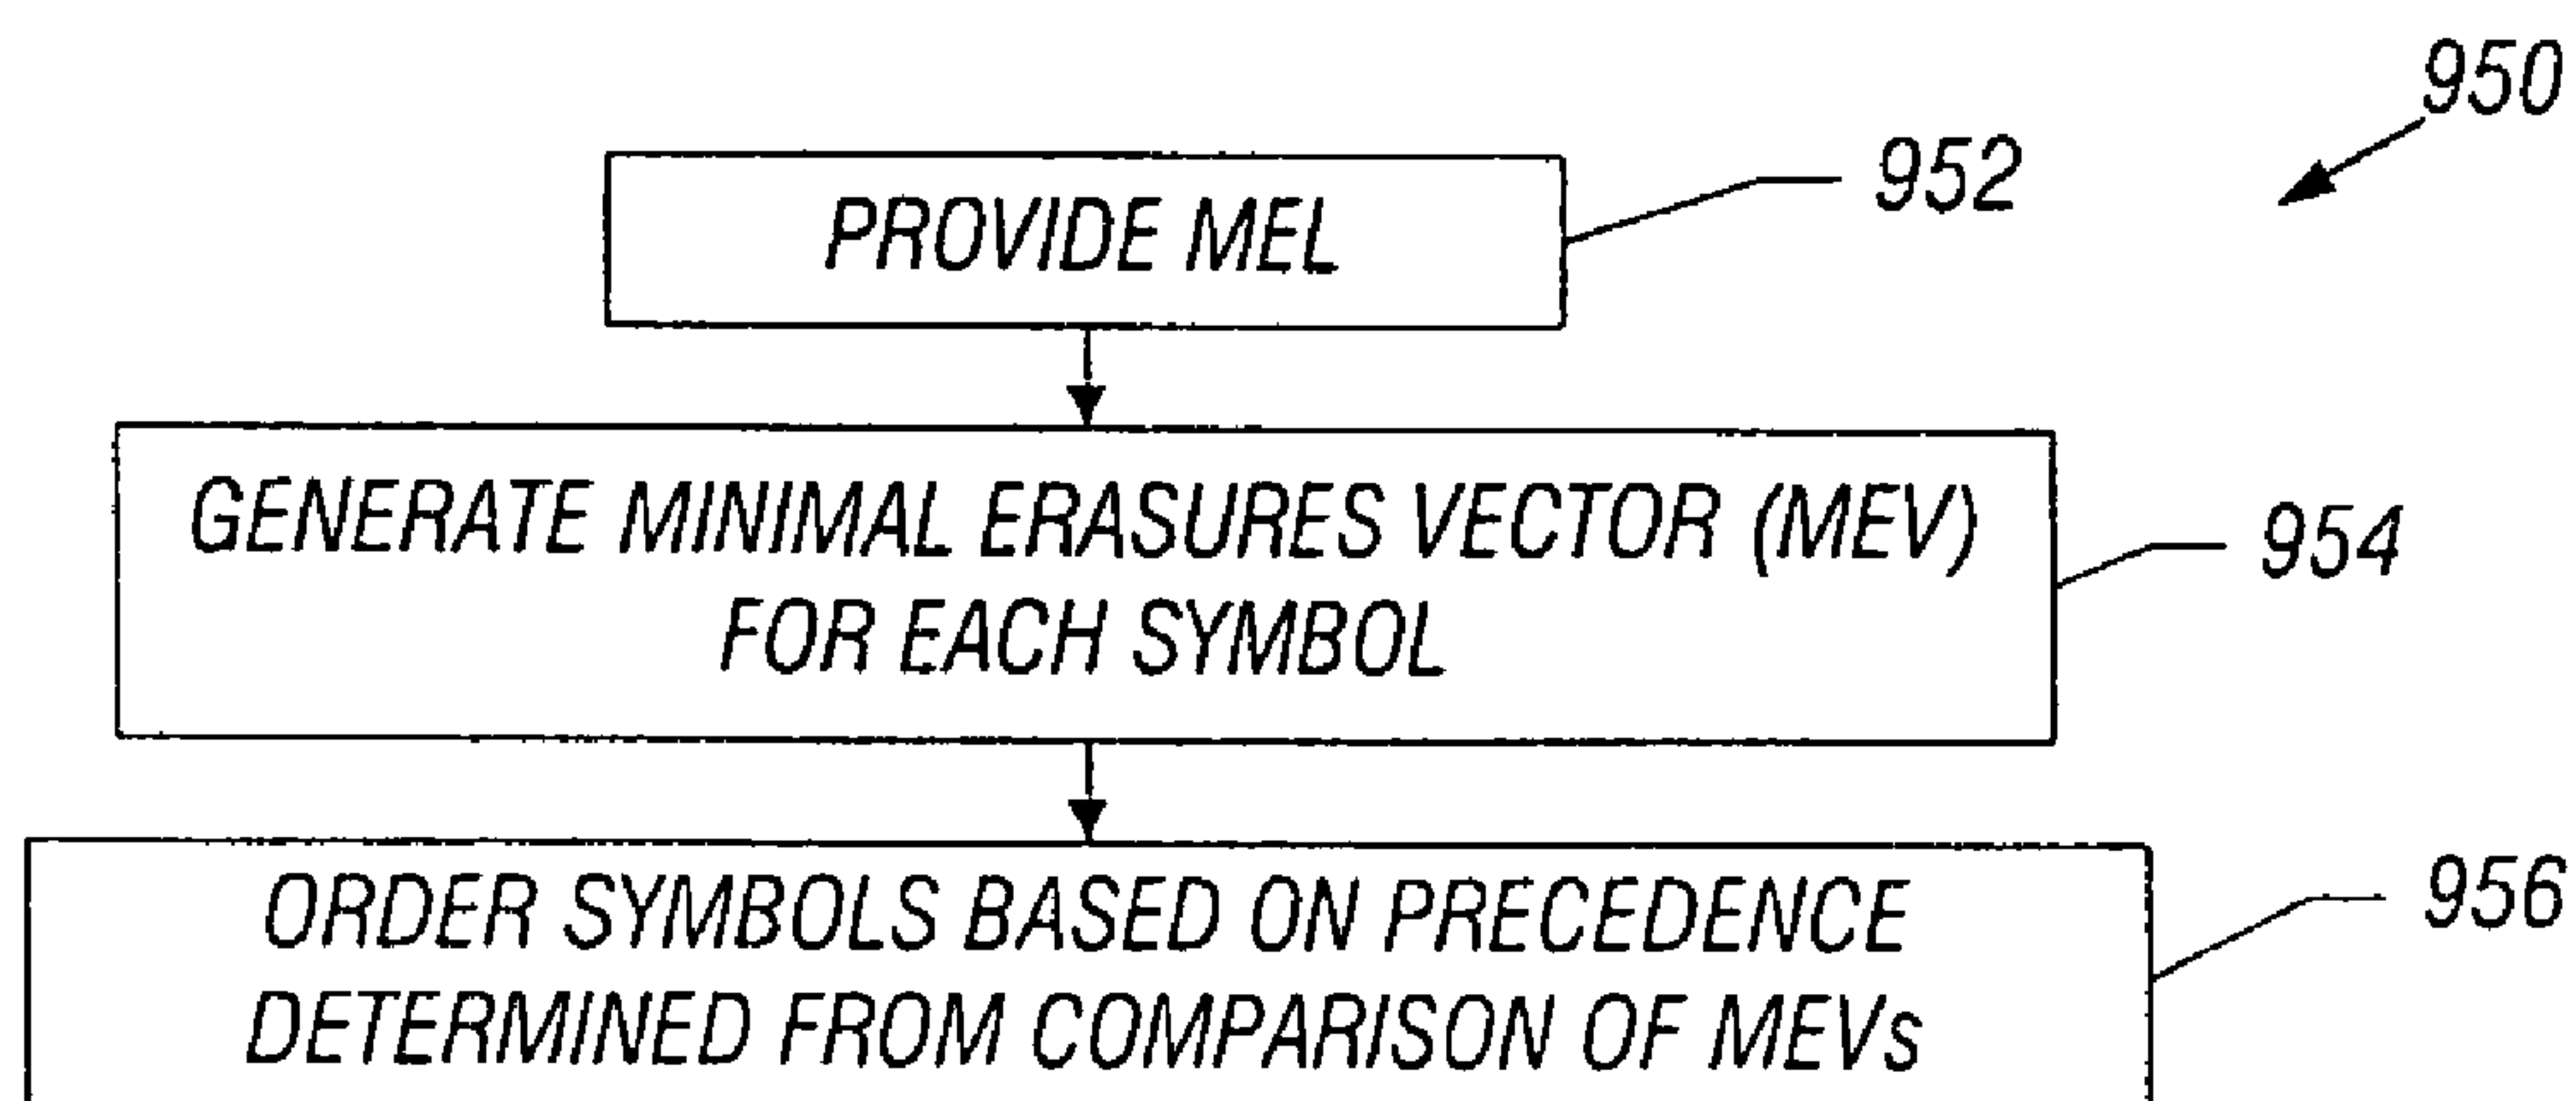 950
PROVIDE MEL
952
GENERATE MINIMAL ERASURES VECTOR (MEV)
FOR EACH SYMBOL
954
ORDER SYMBOLS BASED ON PRECEDENCE
DETERMINED FROM COMPARISON OF MEVs
956